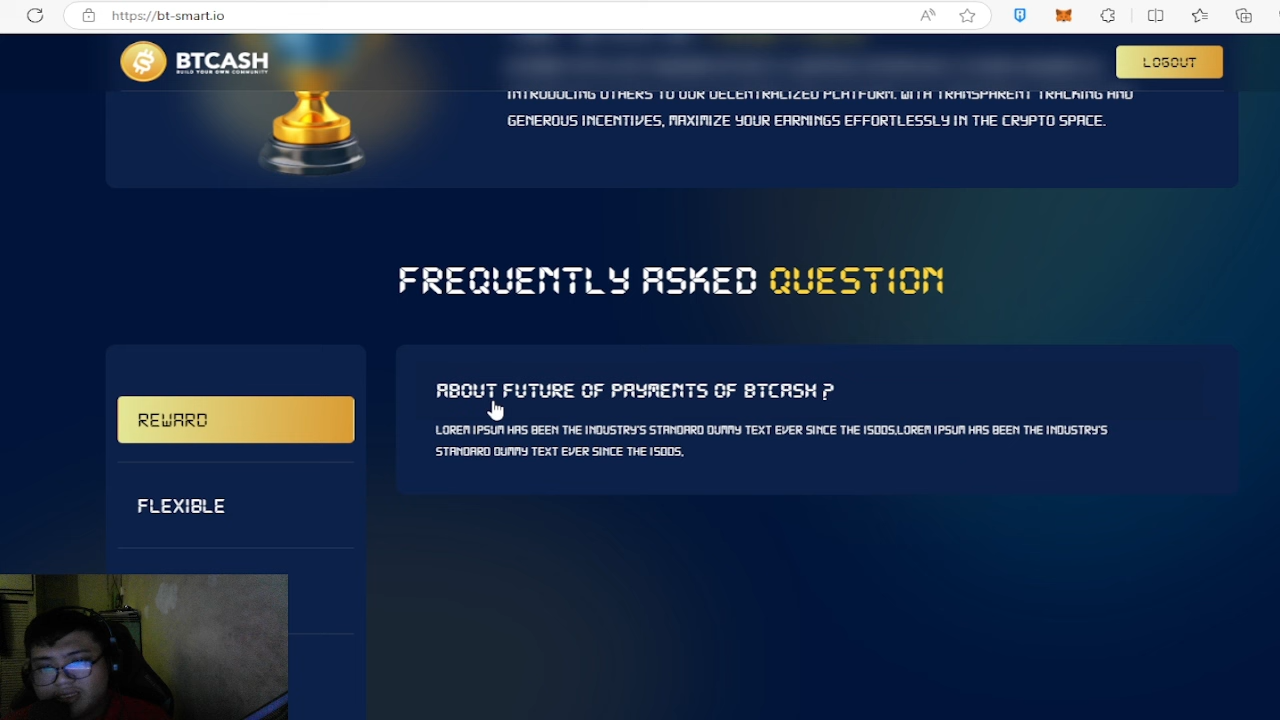 https://bt-smart.io
BTCASH
BUILD YOUR OWN COMMUNITY
LOGOUT
INTRODUCING OTHERS TO OUR DECENTRALIZED PLATFORM. WITH TRANSPARENT TRACKING AND
GENEROUS INCENTIVES, MAXIMIZE YOUR EARNINGS EFFORTLESSLY IN THE CRYPTO SPACE.
FREQUENTLY ASKED QUESTION
REWARD
FLEXIBLE
ABOUT FUTURE OF PAYMENTS OF BTCASH ?
LOREM IPSUM HAS BEEN THE INDUSTRY'S STANDARD DUMMY TEXT EVER SINCE THE 1500S,LOREM IPSUM HAS BEEN THE INDUSTRY'S
STANDARD DUMMY TEXT EVER SINCE THE 1500S,